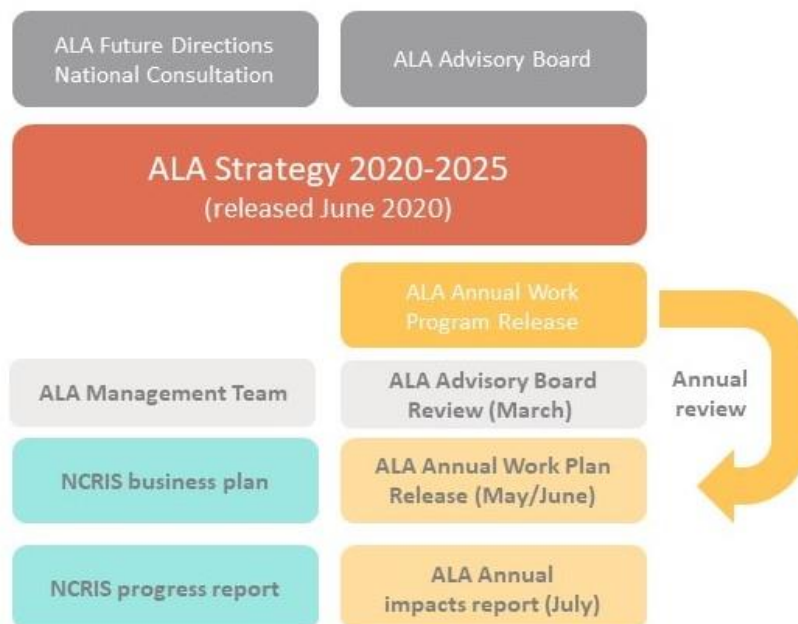 ALA Future Directions
National Consultation
ALA Advisory Board
ALA Strategy 2020-2025
(released June 2020)
ALA Annual Work
Program Release
ALA Management Team
ALA Advisory Board
Review (March)
Annual
review
NCRIS business plan
ALA Annual Work Plan
Release (May/June)
NCRIS progress report
ALA Annual
impacts report (July)